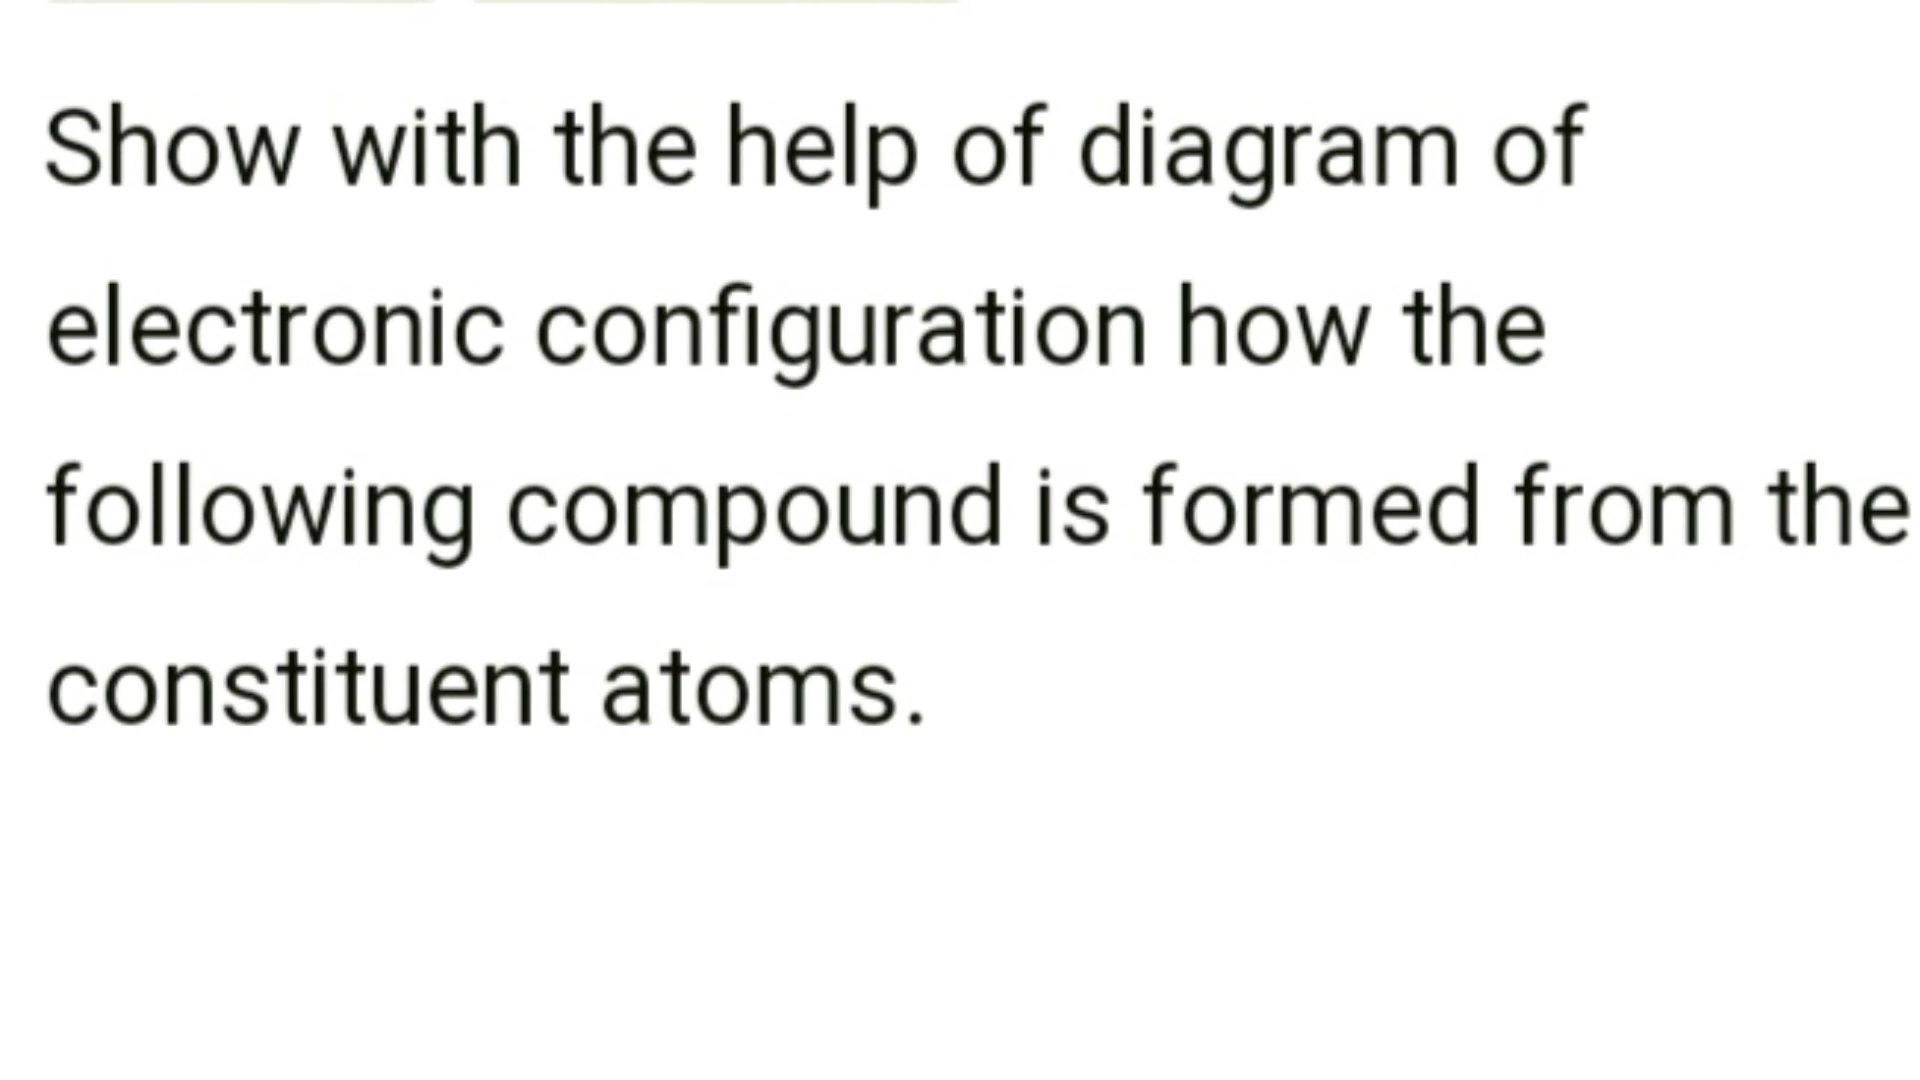 Show with the help of diagram of
electronic configuration how the
following compound is formed from the
constituent atoms.